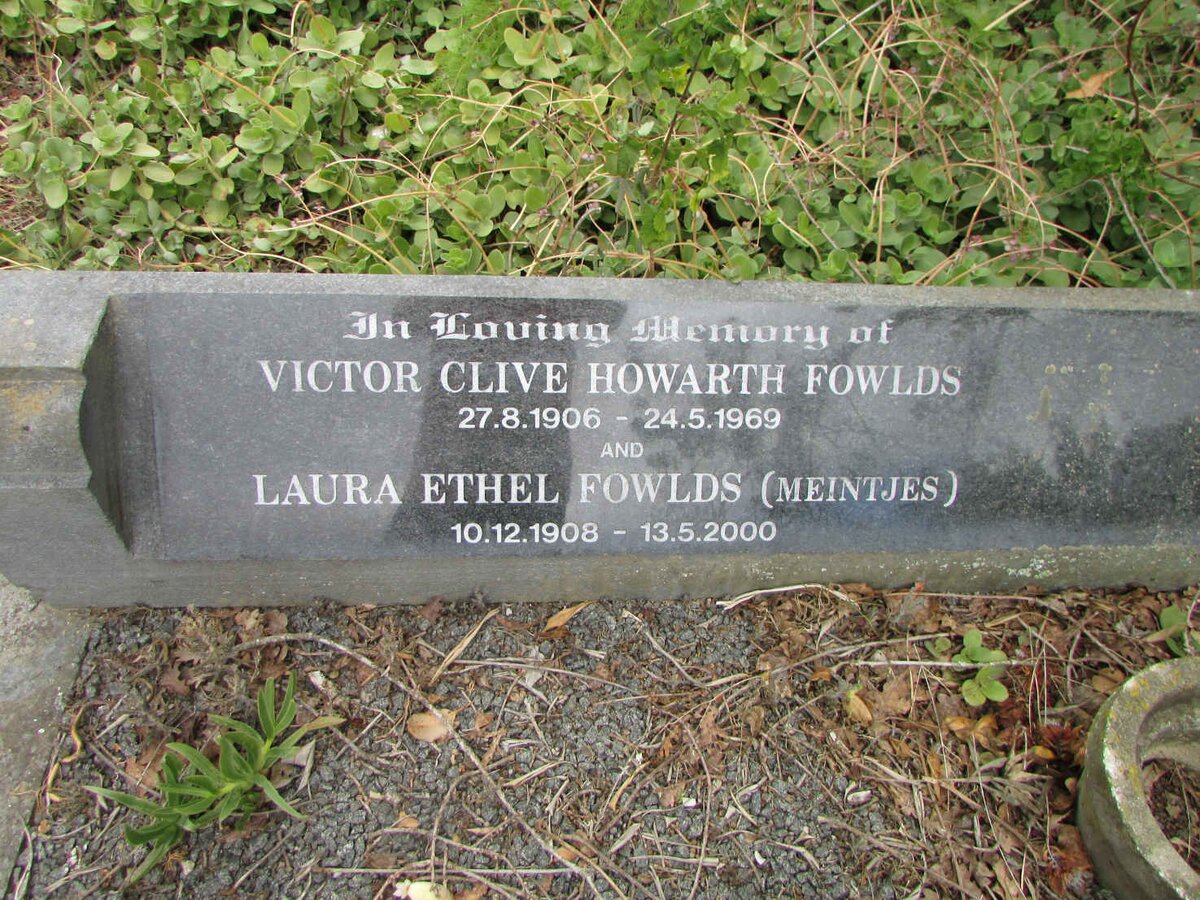 In Loving Memory of
VICTOR CLIVE HOWARTH FOWLDS
27.8.1906 - 24.5.1969
AND
LAURA ETHEL FOWLDS (MEINTJES)
10.12.1908 - 13.5.2000